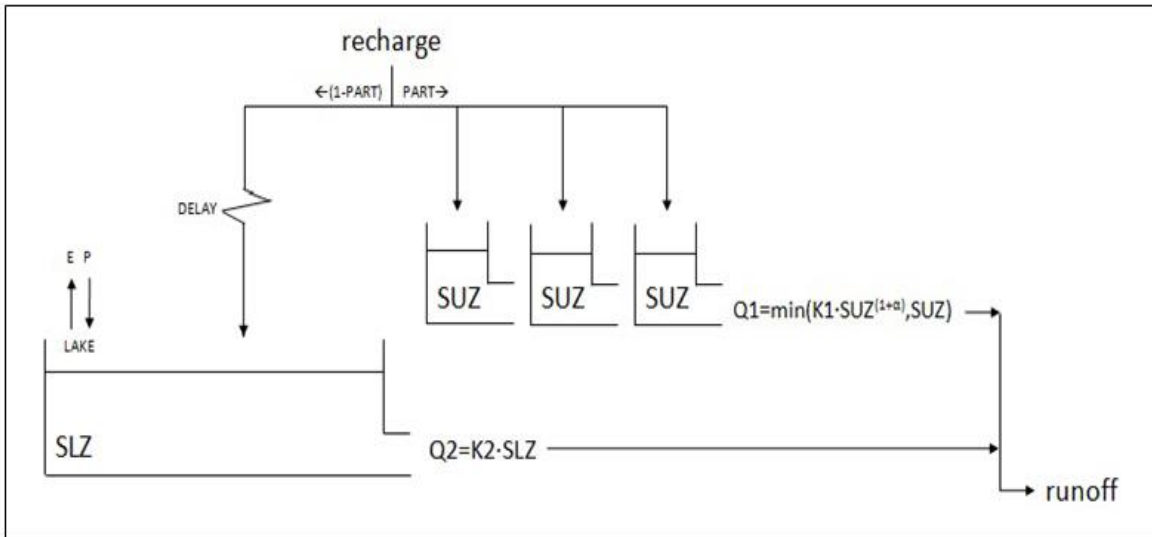 recharge
←(1-PART) PART→
DELAY
E P
LAKE
SUZ SUZ SUZ
Q1=min(K1·SUZ^(1+α),SUZ)
SLZ
Q2=K2·SLZ
runoff